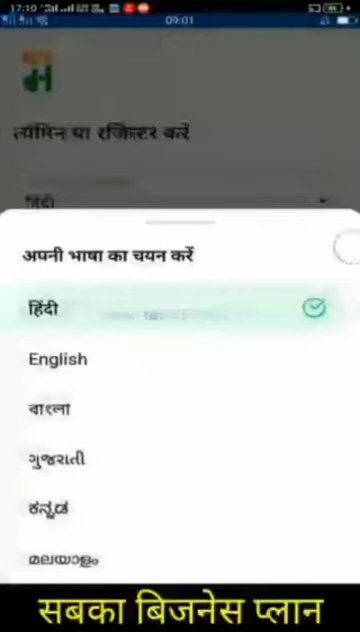 17:10
09:01
लॉगिन या रजिस्टर करें
हिंदी
अपनी भाषा का चयन करें
हिंदी
English
বাংলা
ગુજરાતી
ಕನ್ನಡ
മലയാളം
सबका बिजनेस प्लान